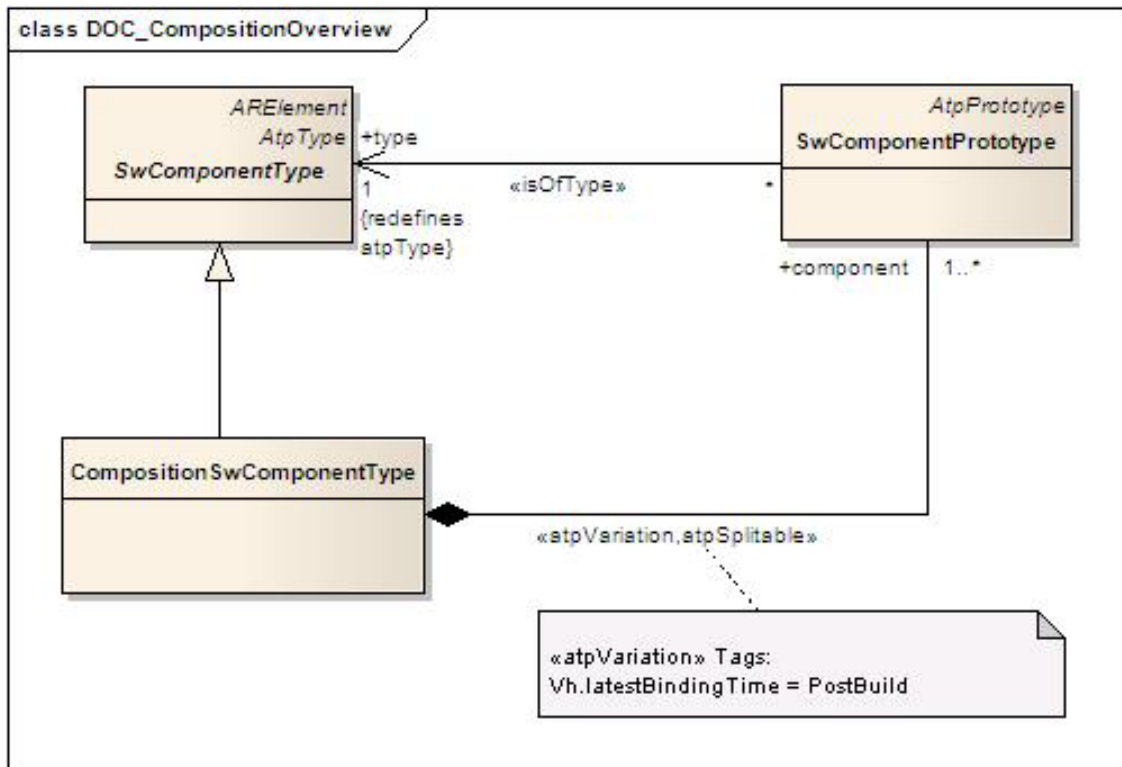 class DOC_CompositionOverview
ARElement
AtpType
SwComponentType
+type
1
{redefines
atpType}
«isOfType»
*
AtpPrototype
SwComponentPrototype
+component
1..*
CompositionSwComponentType
«atpVariation,atpSplitable»
«atpVariation» Tags:
Vh.latestBindingTime = PostBuild